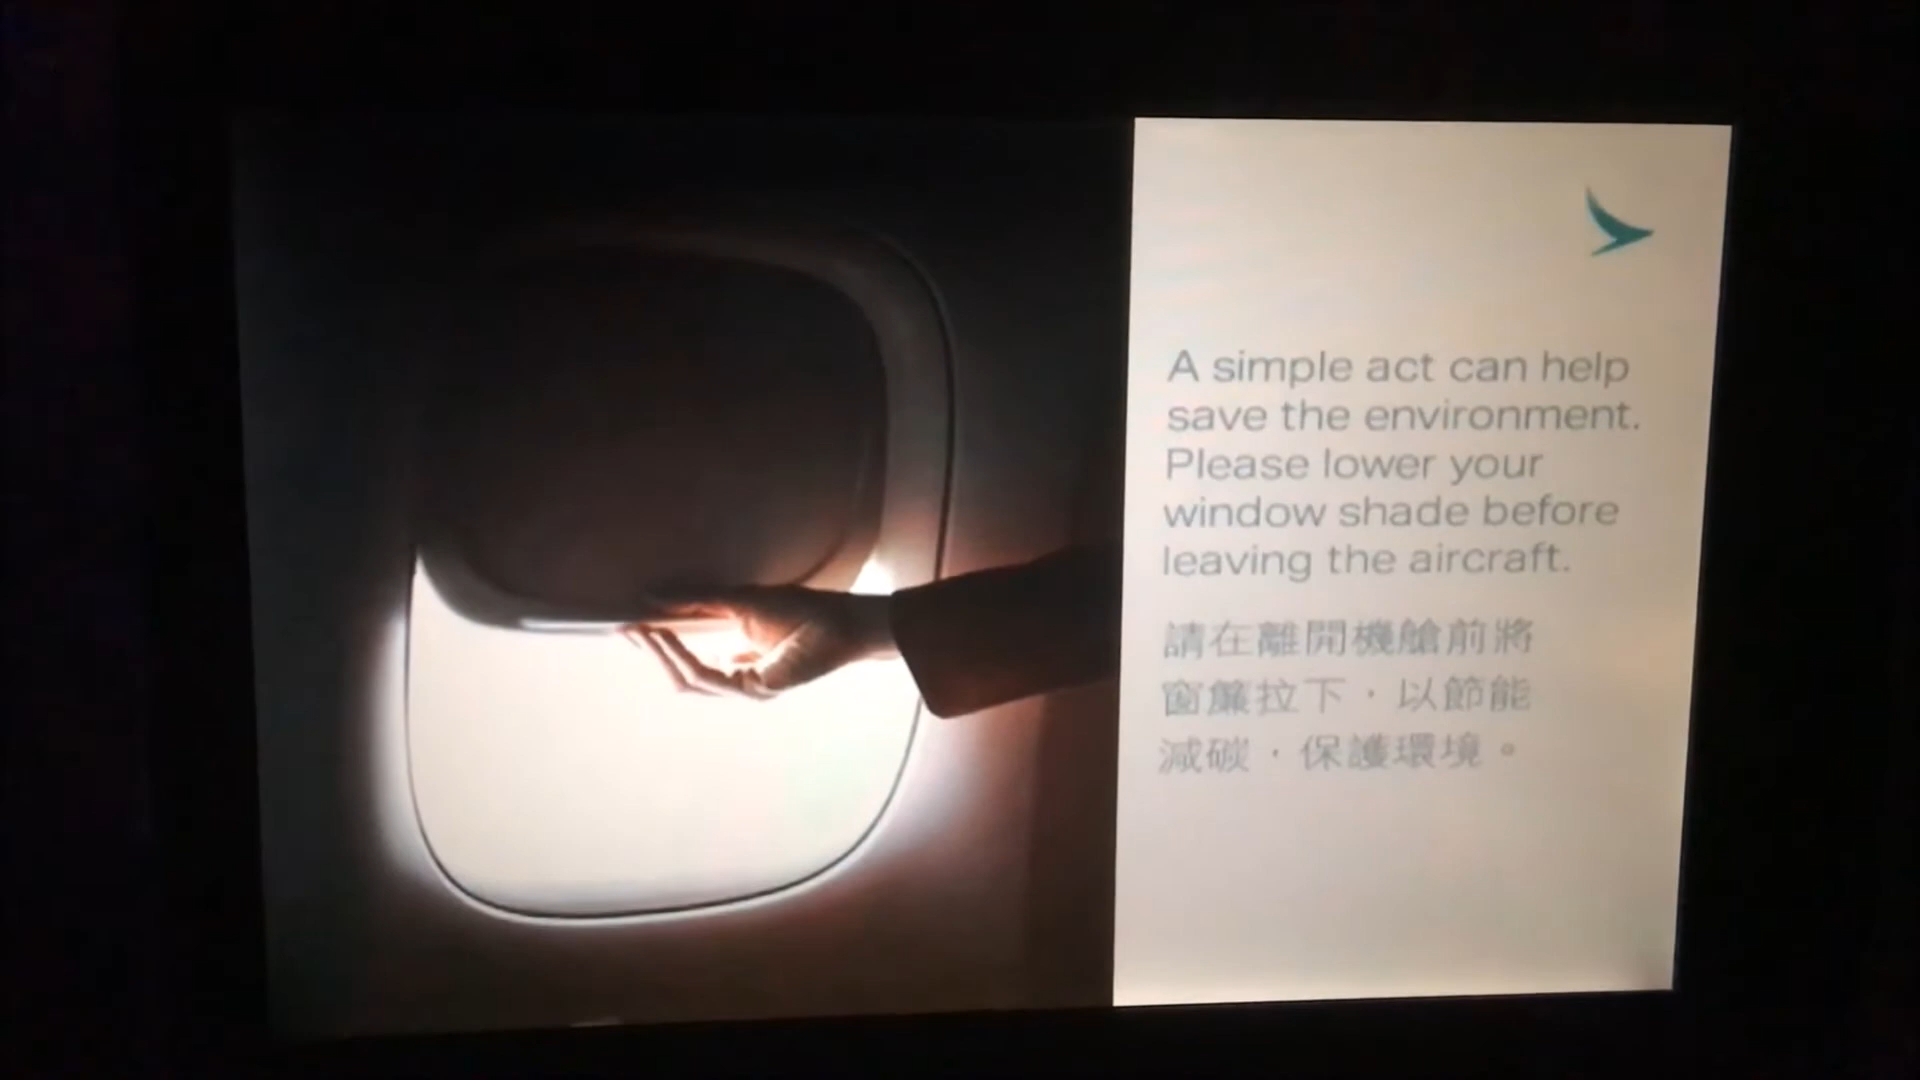 A simple act can help
save the environment.
Please lower your
window shade before
leaving the aircraft.
請在離開機艙前將
窗簾拉下，以節能
減碳，保護環境。